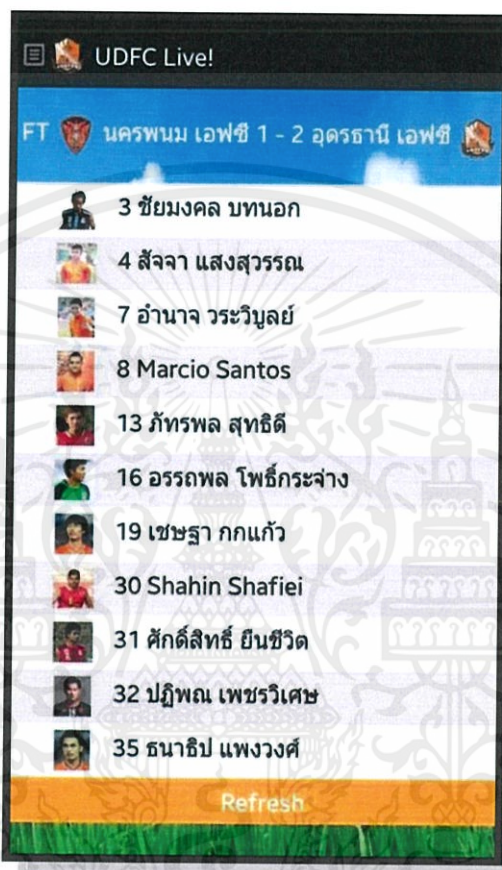 UDFC Live!
FT นครพนม เอฟซี 1 - 2 อุดรธานี เอฟซี
3 ชัยมงคล บทนอก
4 สัจจา แสงสุวรรณ
7 อำนาจ วระวิบูลย์
8 Marcio Santos
13 ภัทรพล สุทธิดี
16 อรรถพล โพธิ์กระจ่าง
19 เชษฐา กกแก้ว
30 Shahin Shafiei
31 ศักดิ์สิทธิ์ ยืนชีวิต
32 ปฏิพณ เพชรวิเศษ
35 ธนาธิป แพงวงศ์
Refresh